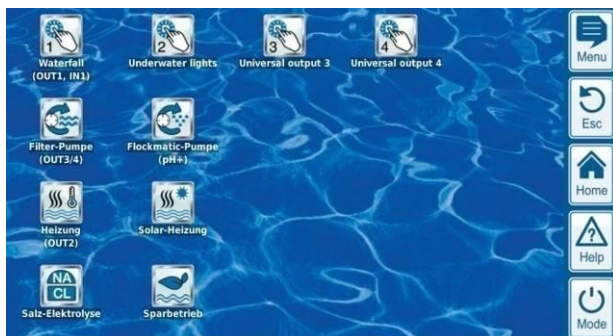 1
2
3
4
Waterfall
(OUT1, IN1)
Underwater lights
Universal output 3
Universal output 4
Filter-Pumpe
(OUT3/4)
Flockmatic-Pumpe
(pH+)
Heizung
(OUT2)
Solar-Heizung
NA
CL
Salz-Elektrolyse
Sparbetrieb
Menu
Esc
Home
?
Help
Mode